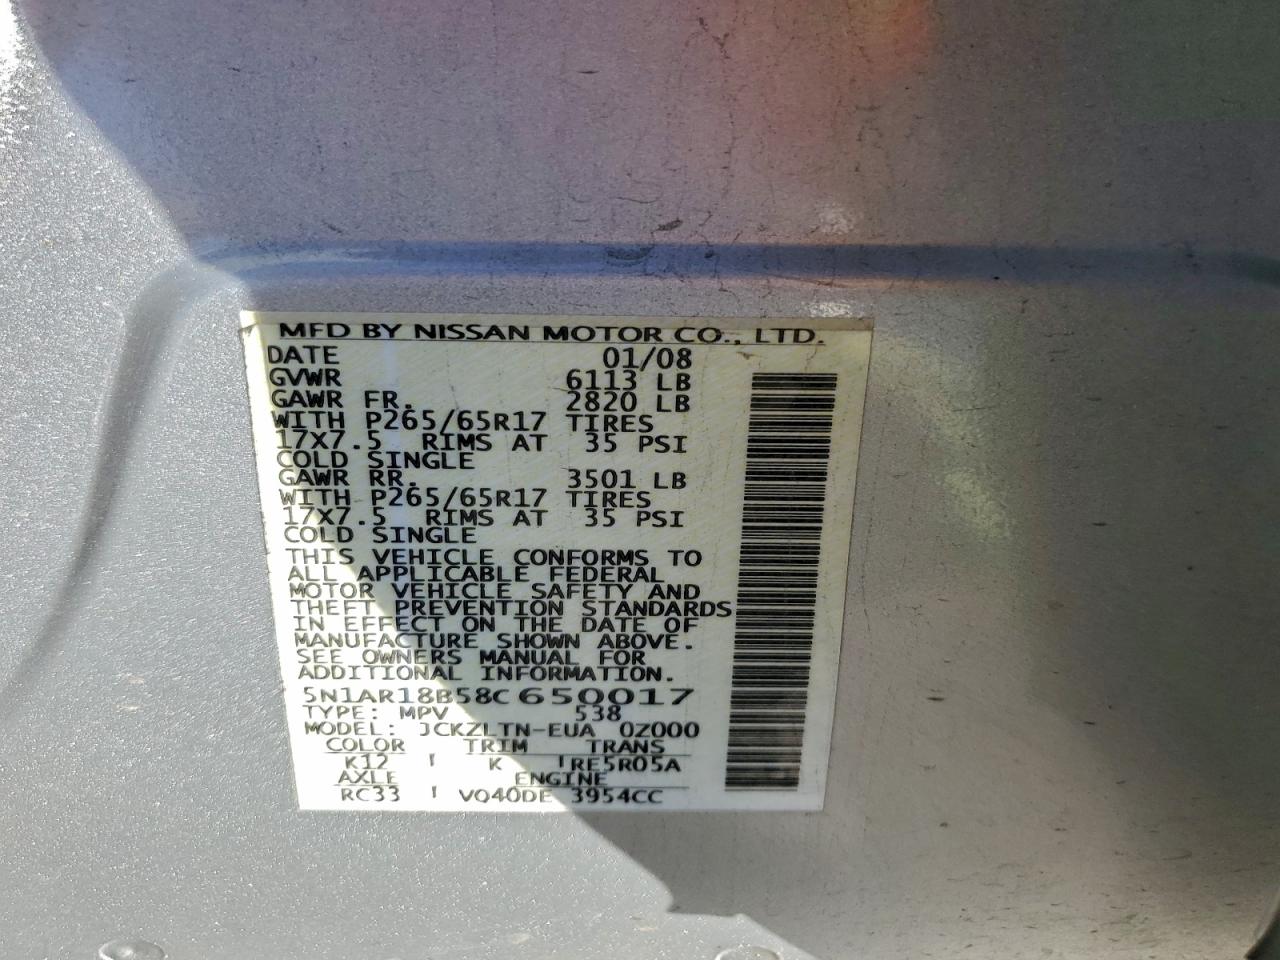 MFD BY NISSAN MOTOR CO., LTD.
DATE 01/08
GVWR 6113 LB
GAWR FR. 2820 LB
WITH P265/65R17 TIRES
17X7.5 RIMS AT 35 PSI
COLD SINGLE
GAWR RR. 3501 LB
WITH P265/65R17 TIRES
17X7.5 RIMS AT 35 PSI
COLD SINGLE
THIS VEHICLE CONFORMS TO
ALL APPLICABLE FEDERAL
MOTOR VEHICLE SAFETY AND
THEFT PREVENTION STANDARDS
IN EFFECT ON THE DATE OF
MANUFACTURE SHOWN ABOVE.
SEE OWNERS MANUAL FOR
ADDITIONAL INFORMATION.
5N1AR18B58C650017
TYPE: MPV 538
MODEL: JCKZLTN-EUA 0Z000
COLOR TRIM TRANS
K12 K RE5R05A
AXLE ENGINE
RC33 VQ40DE 3954CC